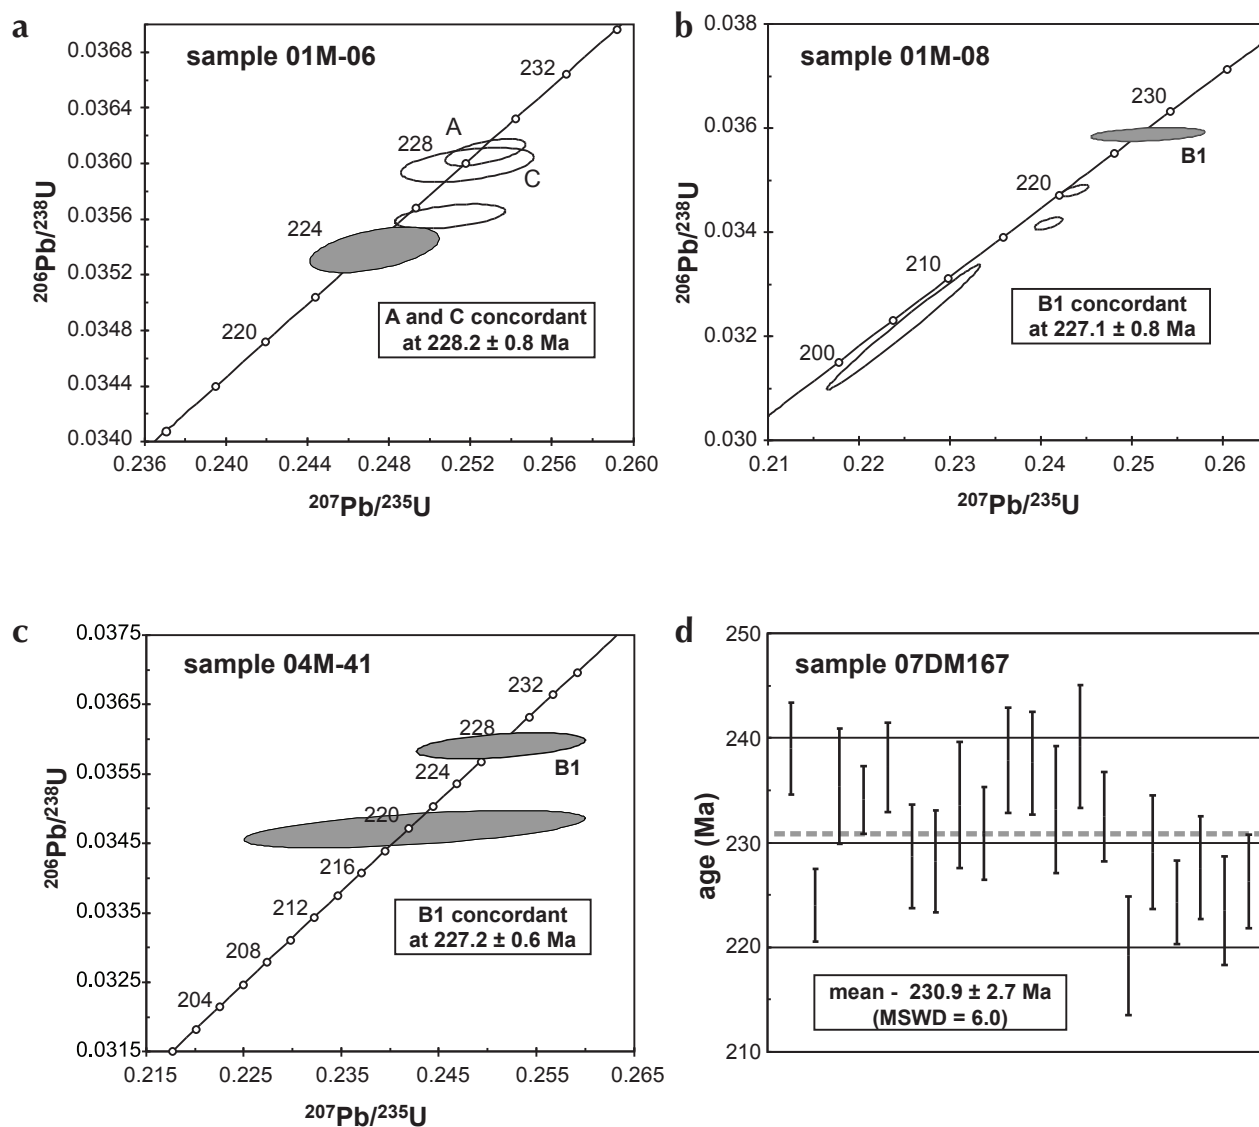 a
sample 01M-06
0.0368
0.0364
0.0360
0.0356
0.0352
0.0348
0.0344
0.0340
206Pb/238U
232
228
224
220
A
C
A and C concordant
at 228.2 ± 0.8 Ma
0.236 0.240 0.244 0.248 0.252 0.256 0.260
207Pb/235U
b
sample 01M-08
0.038
0.036
0.034
0.032
0.030
206Pb/238U
230
220
210
200
B1
B1 concordant
at 227.1 ± 0.8 Ma
0.21 0.22 0.23 0.24 0.25 0.26
207Pb/235U
c
sample 04M-41
0.0375
0.0365
0.0355
0.0345
0.0335
0.0325
0.0315
206Pb/238U
232
228
224
220
216
212
208
204
B1
B1 concordant
at 227.2 ± 0.6 Ma
0.215 0.225 0.235 0.245 0.255 0.265
207Pb/235U
d
sample 07DM167
250
240
230
220
210
age (Ma)
mean - 230.9 ± 2.7 Ma
(MSWD = 6.0)